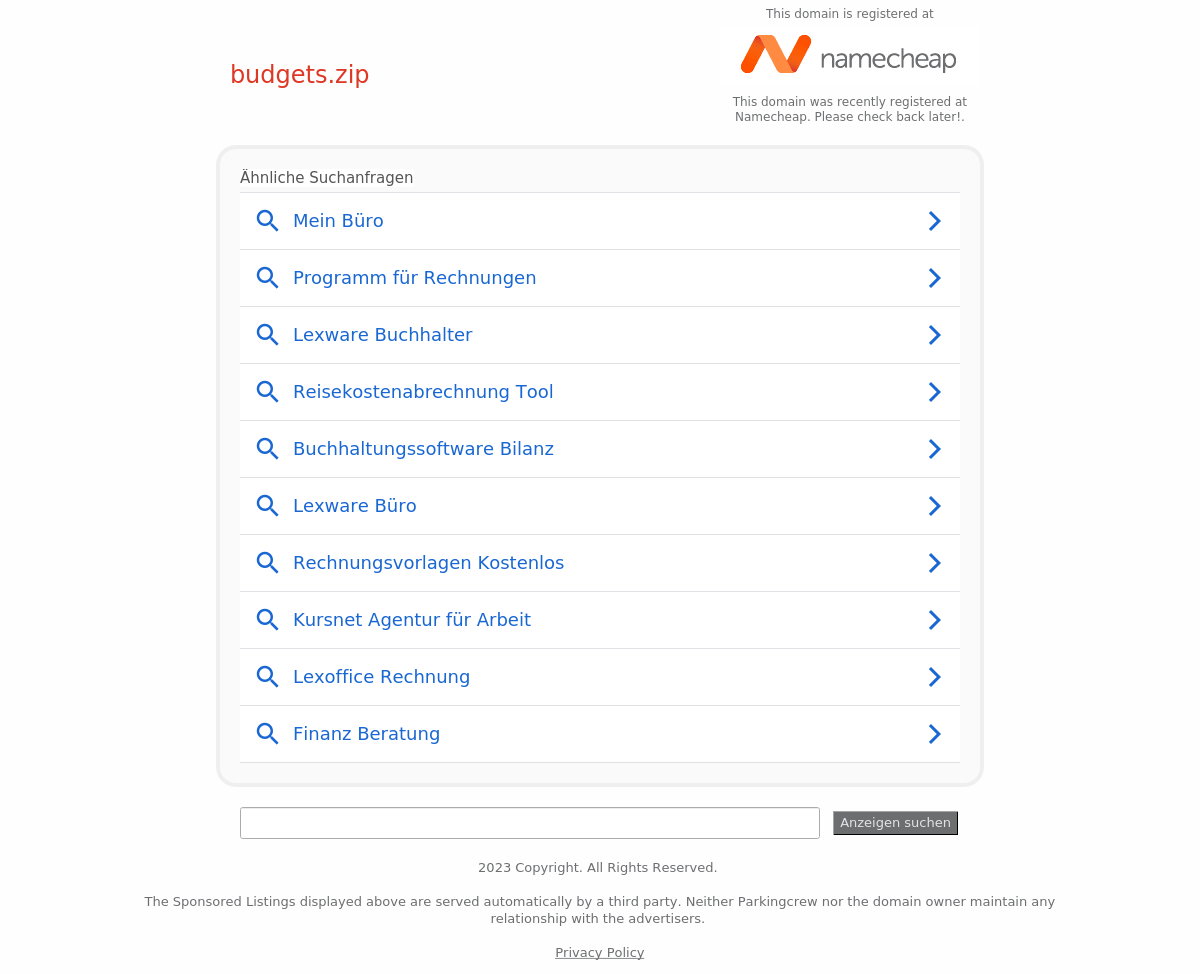 This domain is registered at
namecheap
budgets.zip
This domain was recently registered at
Namecheap. Please check back later!.
Ähnliche Suchanfragen
Mein Büro
Programm für Rechnungen
Lexware Buchhalter
Reisekostenabrechnung Tool
Buchhaltungssoftware Bilanz
Lexware Büro
Rechnungsvorlagen Kostenlos
Kursnet Agentur für Arbeit
Lexoffice Rechnung
Finanz Beratung
Anzeigen suchen
2023 Copyright. All Rights Reserved.
The Sponsored Listings displayed above are served automatically by a third party. Neither Parkingcrew nor the domain owner maintain any
relationship with the advertisers.
Privacy Policy